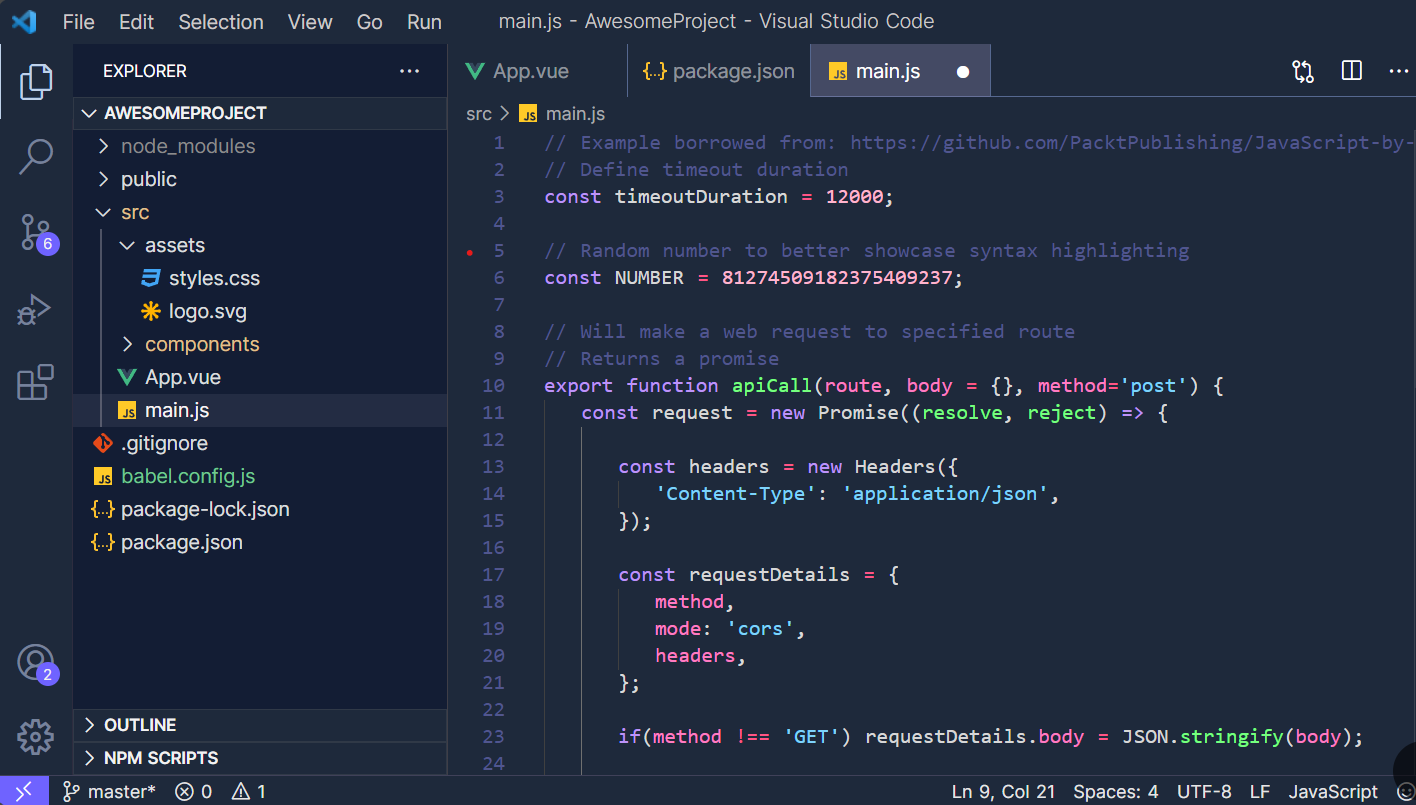 File Edit Selection View Go Run main.js - AwesomeProject - Visual Studio Code
EXPLORER
AWESOMEPROJECT
node_modules
public
src
assets
styles.css
logo.svg
components
App.vue
main.js
.gitignore
babel.config.js
package-lock.json
package.json
OUTLINE
NPM SCRIPTS
6
2
App.vue
package.json
main.js
src > main.js
1 // Example borrowed from: https://github.com/PacktPublishing/JavaScript-by-
2 // Define timeout duration
3 const timeoutDuration = 12000;
4
5 // Random number to better showcase syntax highlighting
6 const NUMBER = 812745091823754​09237;
7
8 // Will make a web request to specified route
9 // Returns a promise
10 export function apiCall(route, body = {}, method='post') {
11 const request = new Promise((resolve, reject) => {
12
13 const headers = new Headers({
14 'Content-Type': 'application/json',
15 });
16
17 const requestDetails = {
18 method,
19 mode: 'cors',
20 headers,
21 };
22
23 if(method !== 'GET') requestDetails.body = JSON.stringify(body);
24
master* 0 1 Ln 9, Col 21 Spaces: 4 UTF-8 LF JavaScript